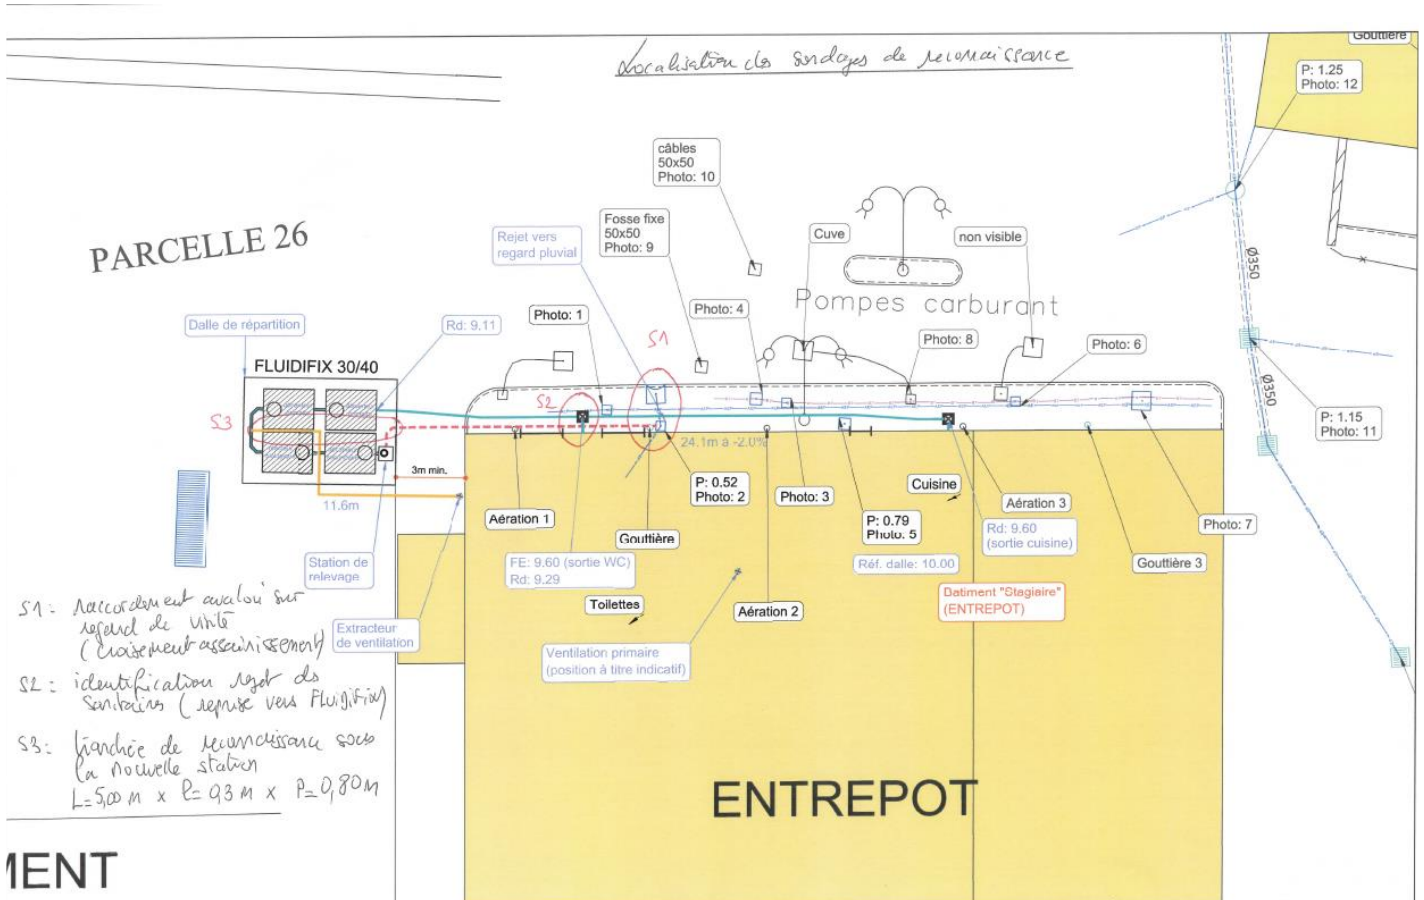 Localisation des sondages de reconnaissance
Gouttière
P: 1.25
Photo: 12
câbles
50x50
Photo: 10
PARCELLE 26
Rejet vers
regard pluvial
Fosse fixe
50x50
Photo: 9
Cuve
non visible
Ø350
Pompes carburant
Dalle de répartition
Rd: 9.11
Photo: 1
S1
Photo: 4
Photo: 8
Photo: 6
FLUIDIFIX 30/40
S2
S3
Ø350
P: 1.15
Photo: 11
24.1m à -2.0%
3m min.
11.6m
P: 0.52
Photo: 2
Photo: 3
Cuisine
Aération 3
Aération 1
Gouttière
P: 0.79
Photo: 5
Rd: 9.60
(sortie cuisine)
Photo: 7
Station de
relevage
FE: 9.60 (sortie WC)
Rd: 9.29
Réf. dalle: 10.00
Gouttière 3
Toilettes
Aération 2
Batiment "Stagiaire"
(ENTREPOT)
Extracteur
de ventilation
Ventilation primaire
(position à titre indicatif)
S1: raccordement avaloir sur
regard de visite
(croisement assainissement)
S2: identification rejet des
Sanitaires (reprise vers Fluidifix)
S3: tranchée de reconnaissance sous
la nouvelle station
L=5,00 m x l=0,3 m x P=0,80 m
ENTREPOT
MENT